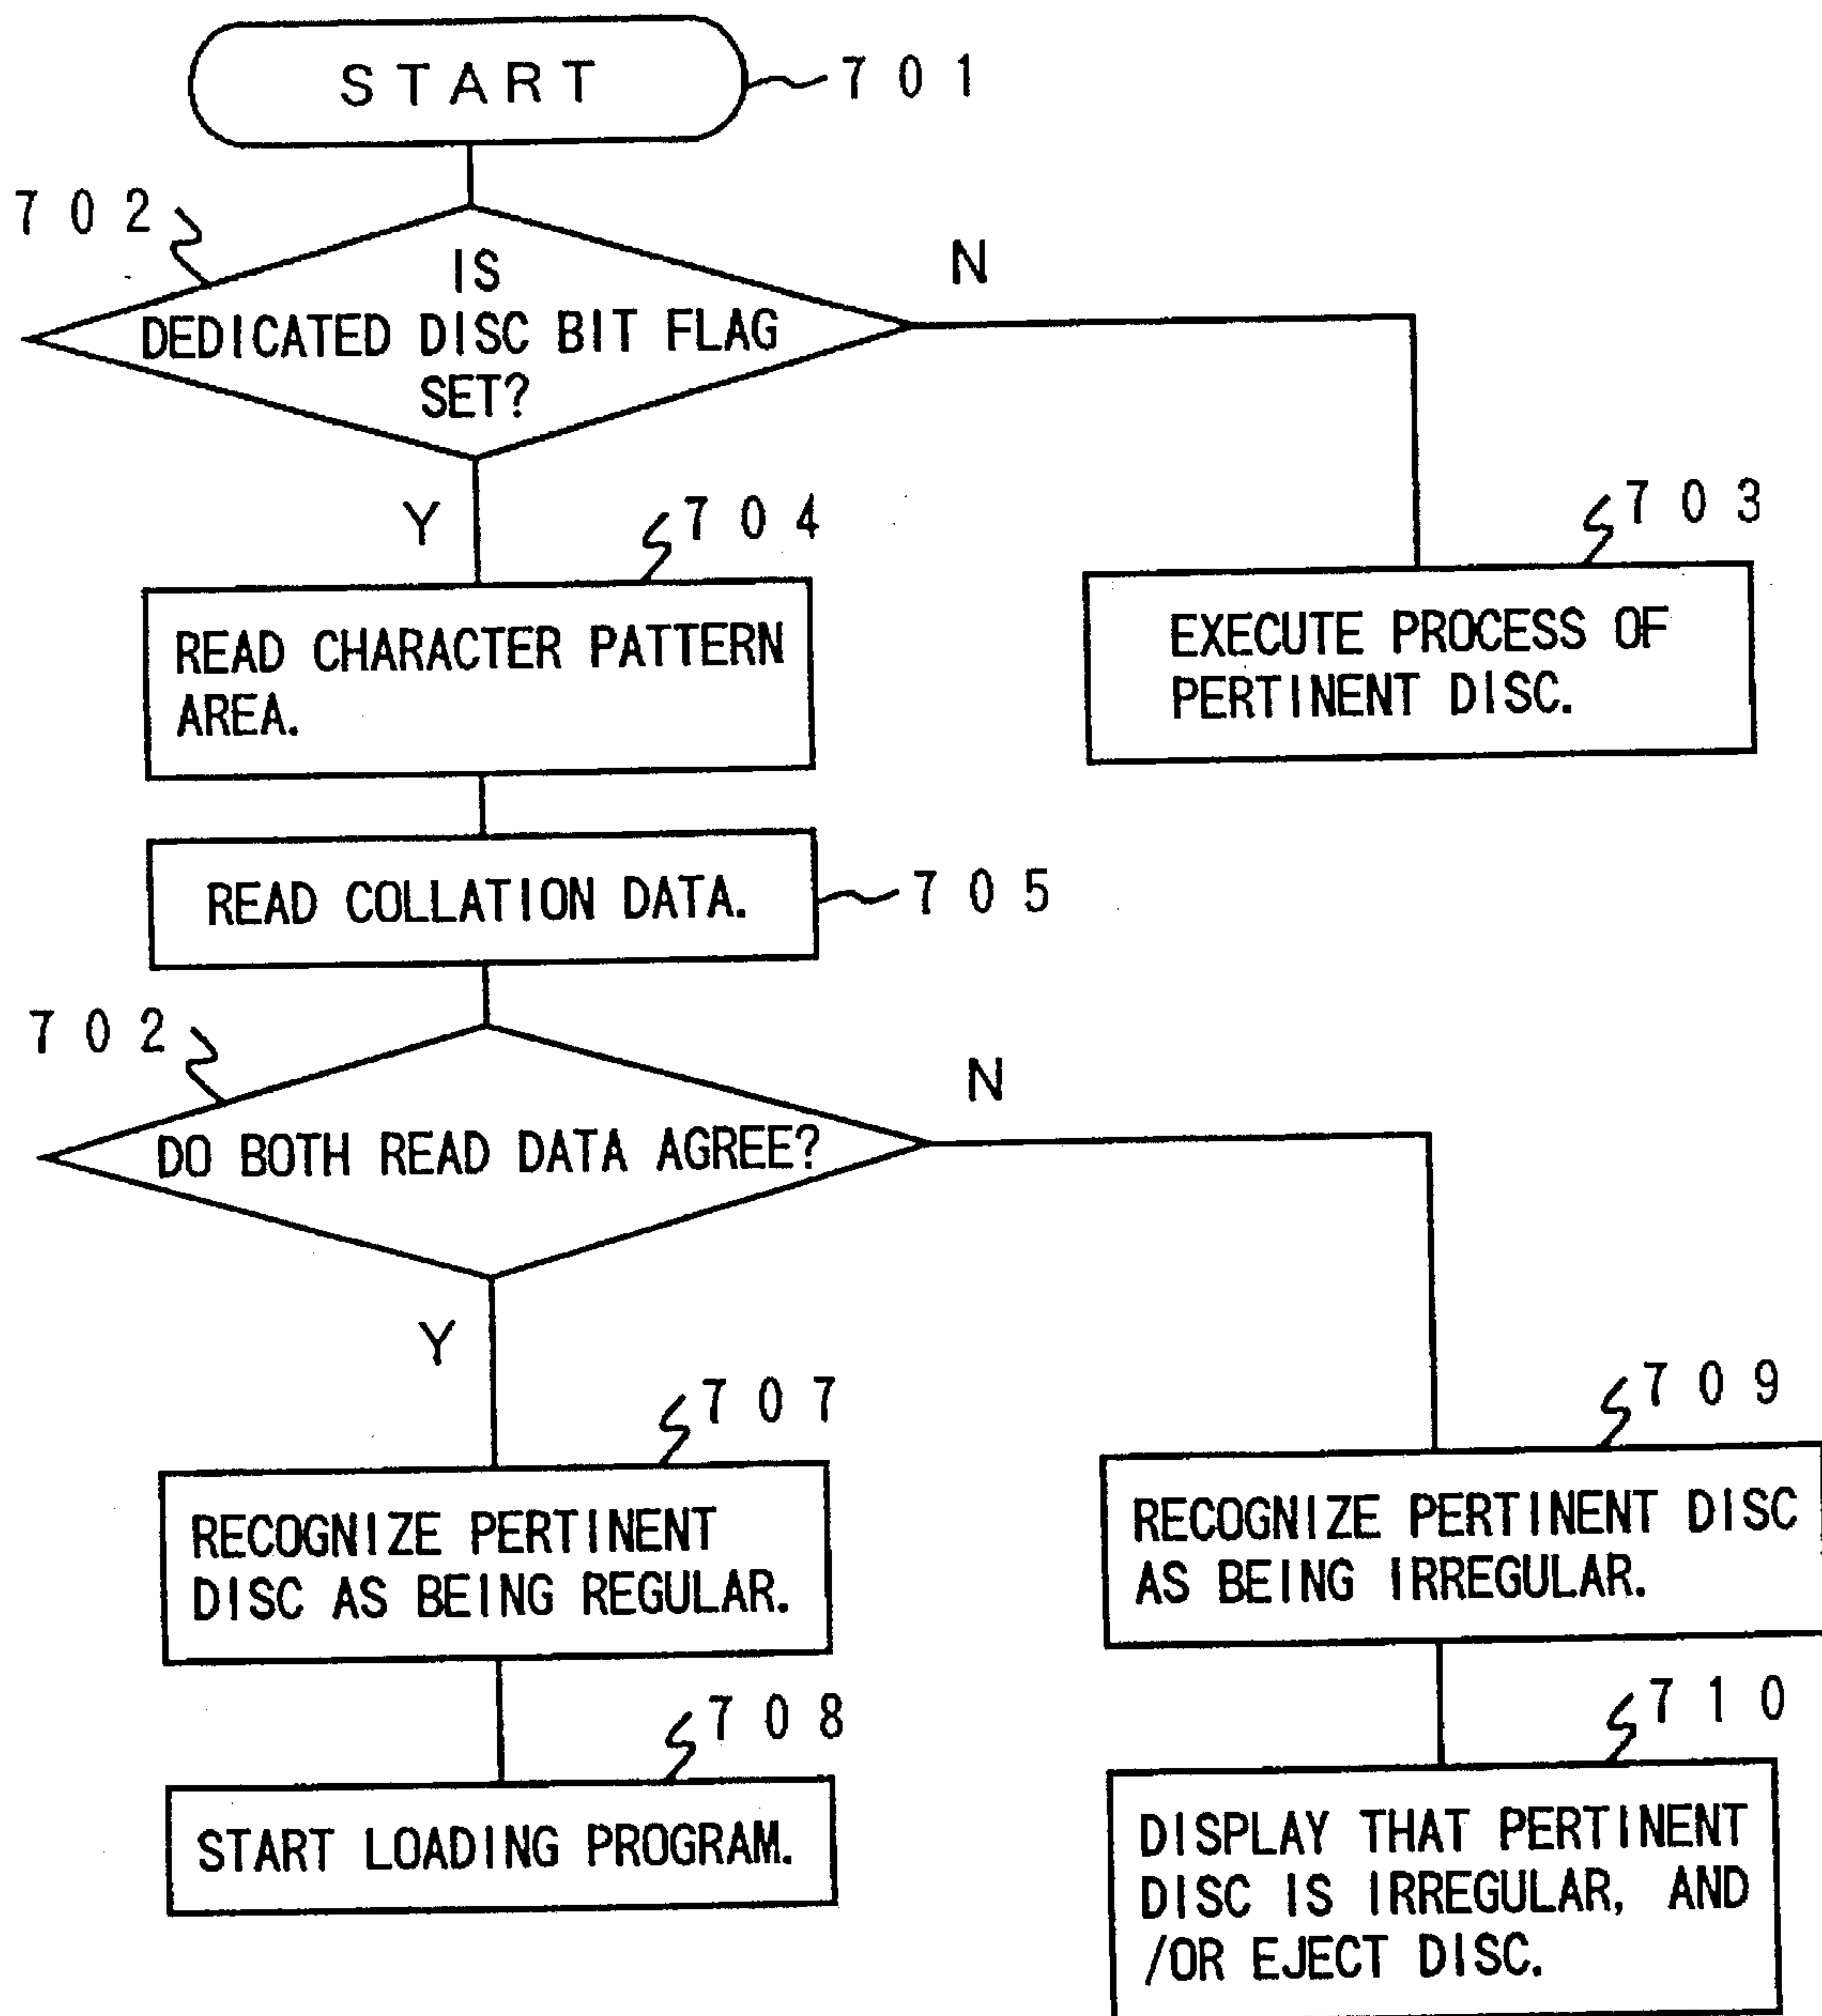 START
701
702
IS
DEDICATED DISC BIT FLAG
SET?
N
Y
704
703
READ CHARACTER PATTERN
AREA.
EXECUTE PROCESS OF
PERTINENT DISC.
READ COLLATION DATA.
705
702
N
DO BOTH READ DATA AGREE?
Y
707
709
RECOGNIZE PERTINENT
DISC AS BEING REGULAR.
RECOGNIZE PERTINENT DISC
AS BEING IRREGULAR.
708
710
START LOADING PROGRAM.
DISPLAY THAT PERTINENT
DISC IS IRREGULAR, AND
/OR EJECT DISC.